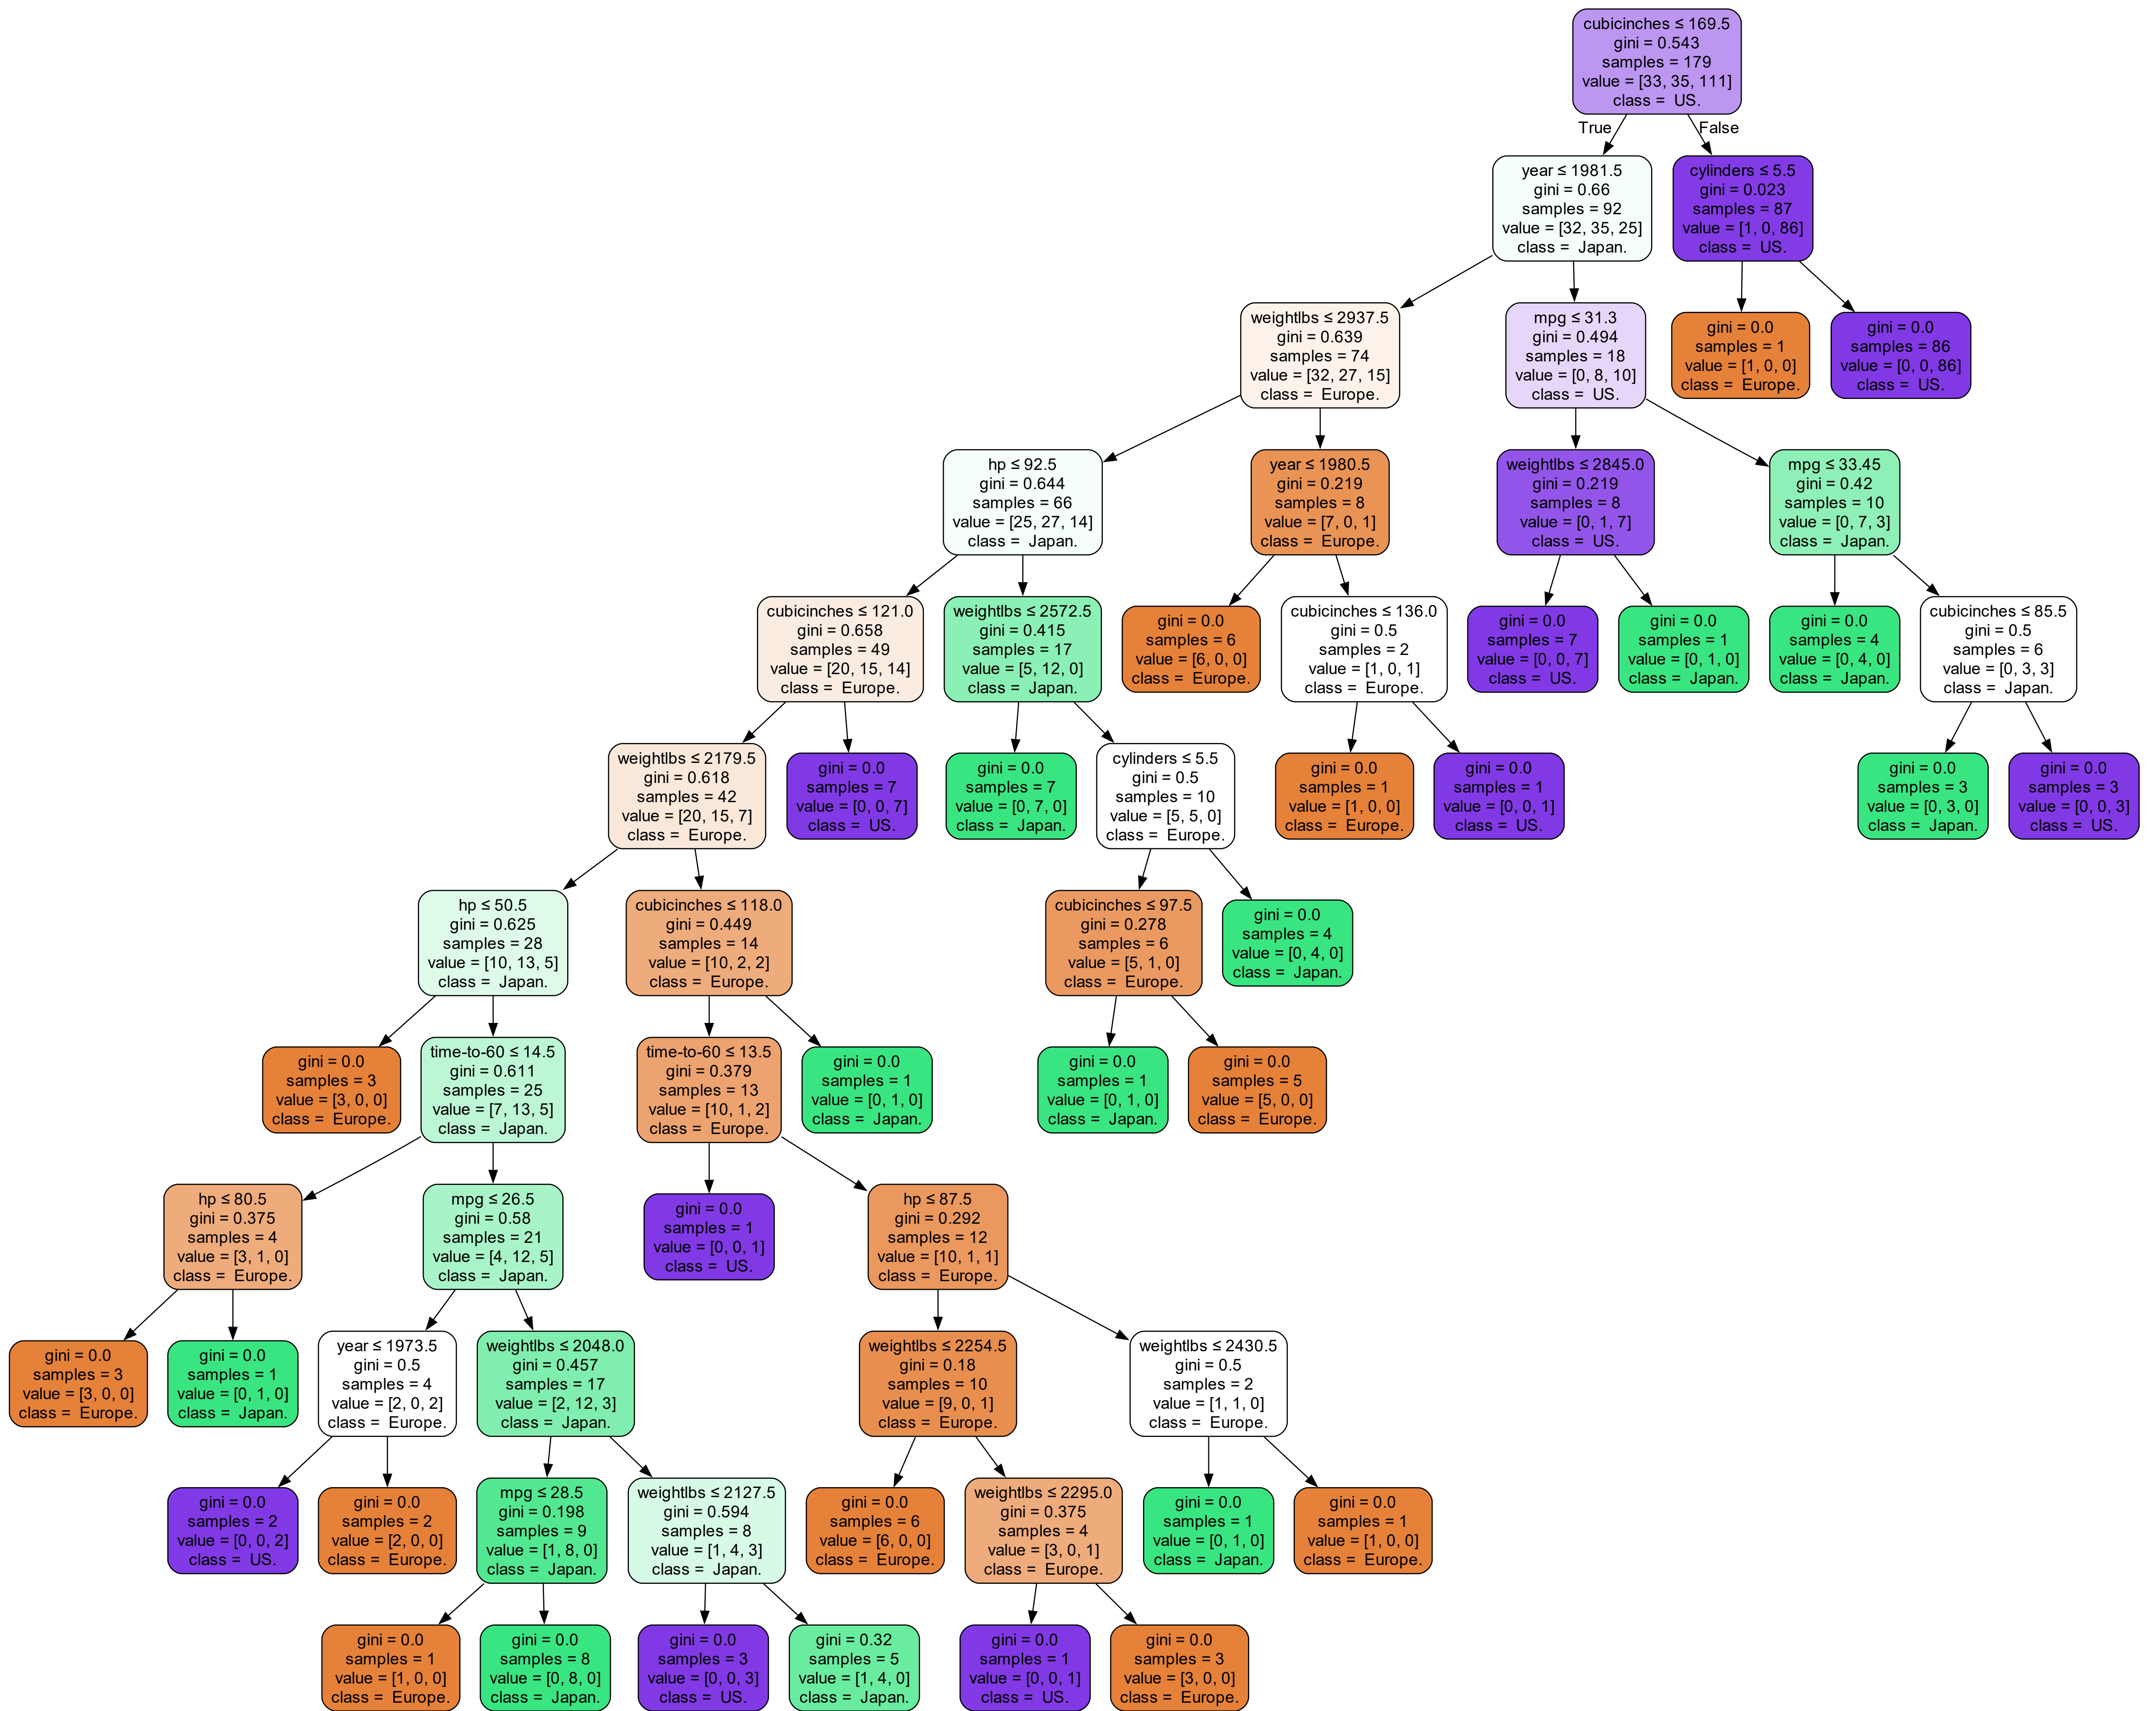 cubicinches ≤ 169.5
gini = 0.543
samples = 179
value = [33, 35, 111]
class =  US.
True
False
year ≤ 1981.5
gini = 0.66
samples = 92
value = [32, 35, 25]
class =  Japan.
cylinders ≤ 5.5
gini = 0.023
samples = 87
value = [1, 0, 86]
class =  US.
weightlbs ≤ 2937.5
gini = 0.639
samples = 74
value = [32, 27, 15]
class =  Europe.
mpg ≤ 31.3
gini = 0.494
samples = 18
value = [0, 8, 10]
class =  US.
gini = 0.0
samples = 1
value = [1, 0, 0]
class =  Europe.
gini = 0.0
samples = 86
value = [0, 0, 86]
class =  US.
hp ≤ 92.5
gini = 0.644
samples = 66
value = [25, 27, 14]
class =  Japan.
year ≤ 1980.5
gini = 0.219
samples = 8
value = [7, 0, 1]
class =  Europe.
weightlbs ≤ 2845.0
gini = 0.219
samples = 8
value = [0, 1, 7]
class =  US.
mpg ≤ 33.45
gini = 0.42
samples = 10
value = [0, 7, 3]
class =  Japan.
cubicinches ≤ 121.0
gini = 0.658
samples = 49
value = [20, 15, 14]
class =  Europe.
weightlbs ≤ 2572.5
gini = 0.415
samples = 17
value = [5, 12, 0]
class =  Japan.
gini = 0.0
samples = 6
value = [6, 0, 0]
class =  Europe.
cubicinches ≤ 136.0
gini = 0.5
samples = 2
value = [1, 0, 1]
class =  Europe.
gini = 0.0
samples = 7
value = [0, 0, 7]
class =  US.
gini = 0.0
samples = 1
value = [0, 1, 0]
class =  Japan.
gini = 0.0
samples = 4
value = [0, 4, 0]
class =  Japan.
cubicinches ≤ 85.5
gini = 0.5
samples = 6
value = [0, 3, 3]
class =  Japan.
weightlbs ≤ 2179.5
gini = 0.618
samples = 42
value = [20, 15, 7]
class =  Europe.
gini = 0.0
samples = 7
value = [0, 0, 7]
class =  US.
gini = 0.0
samples = 7
value = [0, 7, 0]
class =  Japan.
cylinders ≤ 5.5
gini = 0.5
samples = 10
value = [5, 5, 0]
class =  Europe.
gini = 0.0
samples = 1
value = [1, 0, 0]
class =  Europe.
gini = 0.0
samples = 1
value = [0, 0, 1]
class =  US.
gini = 0.0
samples = 3
value = [0, 3, 0]
class =  Japan.
gini = 0.0
samples = 3
value = [0, 0, 3]
class =  US.
hp ≤ 50.5
gini = 0.625
samples = 28
value = [10, 13, 5]
class =  Japan.
cubicinches ≤ 118.0
gini = 0.449
samples = 14
value = [10, 2, 2]
class =  Europe.
cubicinches ≤ 97.5
gini = 0.278
samples = 6
value = [5, 1, 0]
class =  Europe.
gini = 0.0
samples = 4
value = [0, 4, 0]
class =  Japan.
gini = 0.0
samples = 3
value = [3, 0, 0]
class =  Europe.
time-to-60 ≤ 14.5
gini = 0.611
samples = 25
value = [7, 13, 5]
class =  Japan.
time-to-60 ≤ 13.5
gini = 0.379
samples = 13
value = [10, 1, 2]
class =  Europe.
gini = 0.0
samples = 1
value = [0, 1, 0]
class =  Japan.
gini = 0.0
samples = 1
value = [0, 1, 0]
class =  Japan.
gini = 0.0
samples = 5
value = [5, 0, 0]
class =  Europe.
hp ≤ 80.5
gini = 0.375
samples = 4
value = [3, 1, 0]
class =  Europe.
mpg ≤ 26.5
gini = 0.58
samples = 21
value = [4, 12, 5]
class =  Japan.
gini = 0.0
samples = 1
value = [0, 0, 1]
class =  US.
hp ≤ 87.5
gini = 0.292
samples = 12
value = [10, 1, 1]
class =  Europe.
gini = 0.0
samples = 3
value = [3, 0, 0]
class =  Europe.
gini = 0.0
samples = 1
value = [0, 1, 0]
class =  Japan.
year ≤ 1973.5
gini = 0.5
samples = 4
value = [2, 0, 2]
class =  Europe.
weightlbs ≤ 2048.0
gini = 0.457
samples = 17
value = [2, 12, 3]
class =  Japan.
weightlbs ≤ 2254.5
gini = 0.18
samples = 10
value = [9, 0, 1]
class =  Europe.
weightlbs ≤ 2430.5
gini = 0.5
samples = 2
value = [1, 1, 0]
class =  Europe.
gini = 0.0
samples = 2
value = [0, 0, 2]
class =  US.
gini = 0.0
samples = 2
value = [2, 0, 0]
class =  Europe.
mpg ≤ 28.5
gini = 0.198
samples = 9
value = [1, 8, 0]
class =  Japan.
weightlbs ≤ 2127.5
gini = 0.594
samples = 8
value = [1, 4, 3]
class =  Japan.
gini = 0.0
samples = 6
value = [6, 0, 0]
class =  Europe.
weightlbs ≤ 2295.0
gini = 0.375
samples = 4
value = [3, 0, 1]
class =  Europe.
gini = 0.0
samples = 1
value = [0, 1, 0]
class =  Japan.
gini = 0.0
samples = 1
value = [1, 0, 0]
class =  Europe.
gini = 0.0
samples = 1
value = [1, 0, 0]
class =  Europe.
gini = 0.0
samples = 8
value = [0, 8, 0]
class =  Japan.
gini = 0.0
samples = 3
value = [0, 0, 3]
class =  US.
gini = 0.32
samples = 5
value = [1, 4, 0]
class =  Japan.
gini = 0.0
samples = 1
value = [0, 0, 1]
class =  US.
gini = 0.0
samples = 3
value = [3, 0, 0]
class =  Europe.